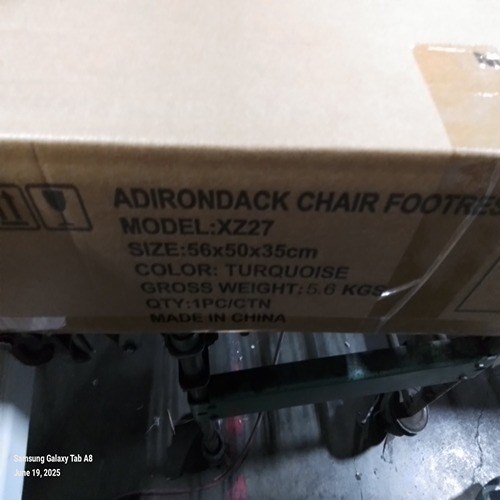 ADIRONDACK CHAIR FOOTRES
MODEL:XZ27
SIZE:56x50x35cm
COLOR: TURQUOISE
GROSS WEIGHT:5.6 KGS
QTY:1PC/CTN
MADE IN CHINA
Samsung Galaxy Tab A8
June 19, 2025